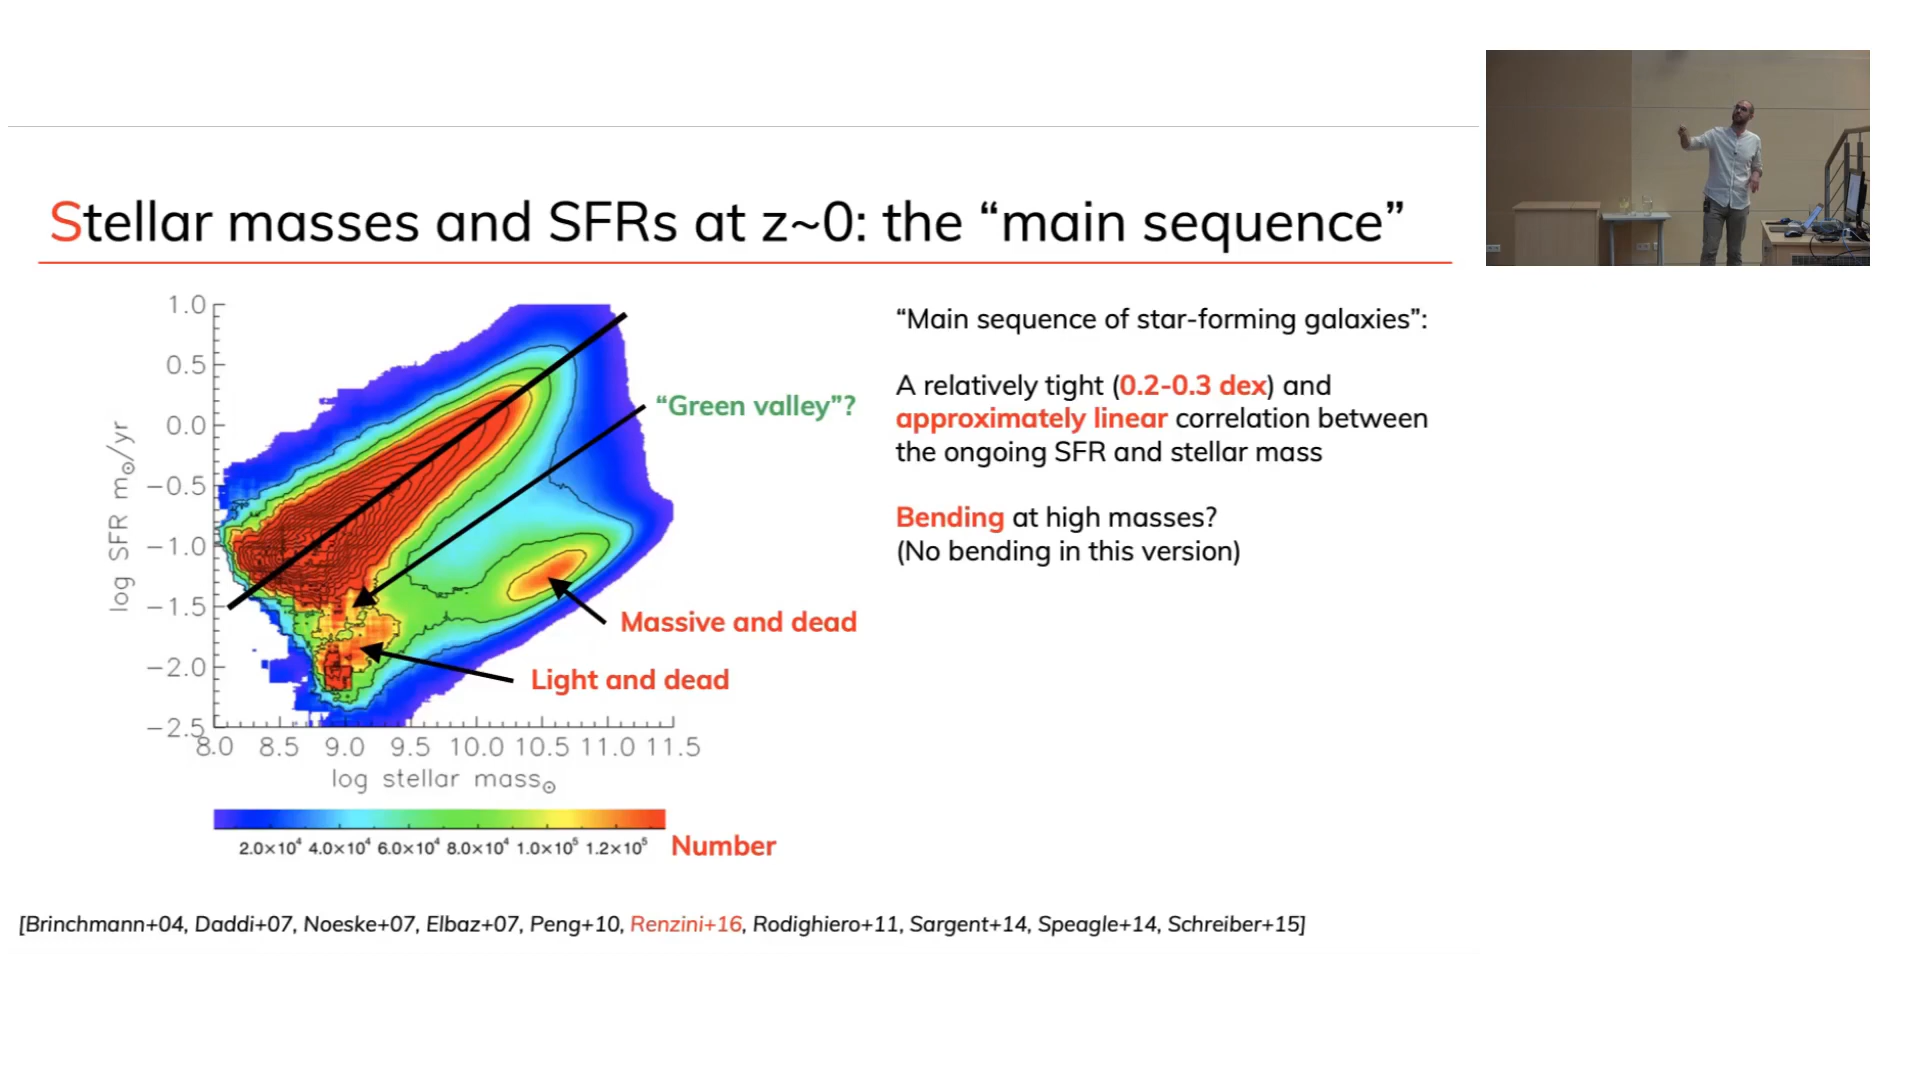 Stellar masses and SFRs at z~0: the “main sequence”
1.0
0.5
0.0
−0.5
−1.0
−1.5
−2.0
−2.5
log SFR m⊙/yr
8.0 8.5 9.0 9.5 10.0 10.5 11.0 11.5
log stellar mass⊙
“Green valley”?
Massive and dead
Light and dead
2.0×10⁴ 4.0×10⁴ 6.0×10⁴ 8.0×10⁴ 1.0×10⁵ 1.2×10⁵
Number
“Main sequence of star-forming galaxies”:
A relatively tight (0.2-0.3 dex) and
approximately linear correlation between
the ongoing SFR and stellar mass
Bending at high masses?
(No bending in this version)
[Brinchmann+04, Daddi+07, Noeske+07, Elbaz+07, Peng+10, Renzini+16, Rodighiero+11, Sargent+14, Speagle+14, Schreiber+15]